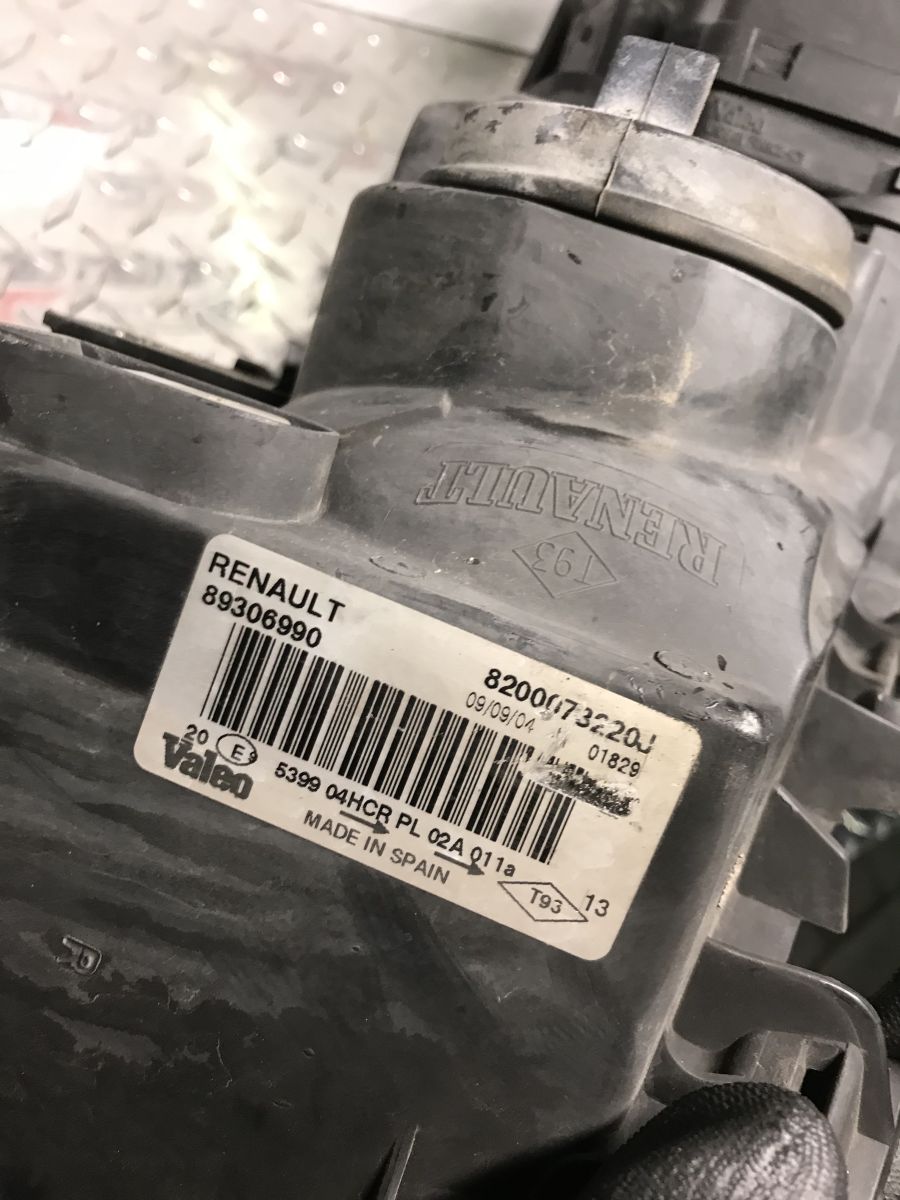 RENAULT
T93
RENAULT
89306990
8200073220J
09/09/04
01829
20 E
Valeo
5399 04HCR PL 02A 011a
MADE IN SPAIN
T93
13